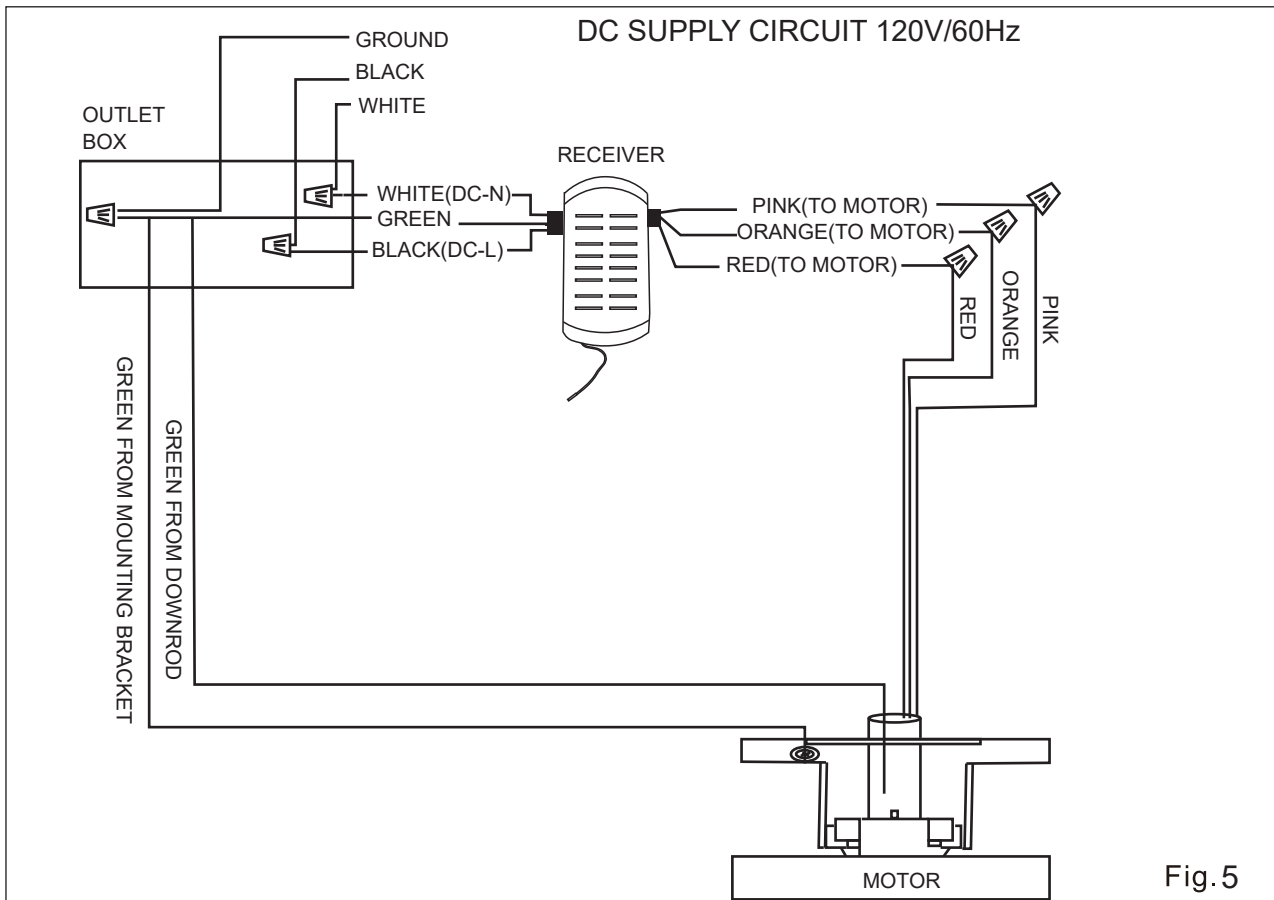 DC SUPPLY CIRCUIT 120V/60Hz
GROUND
BLACK
WHITE
OUTLET
BOX
RECEIVER
WHITE(DC-N)
GREEN
BLACK(DC-L)
PINK(TO MOTOR)
ORANGE(TO MOTOR)
RED(TO MOTOR)
RED
ORANGE
PINK
GREEN FROM MOUNTING BRACKET
GREEN FROM DOWNROD
MOTOR
Fig.5